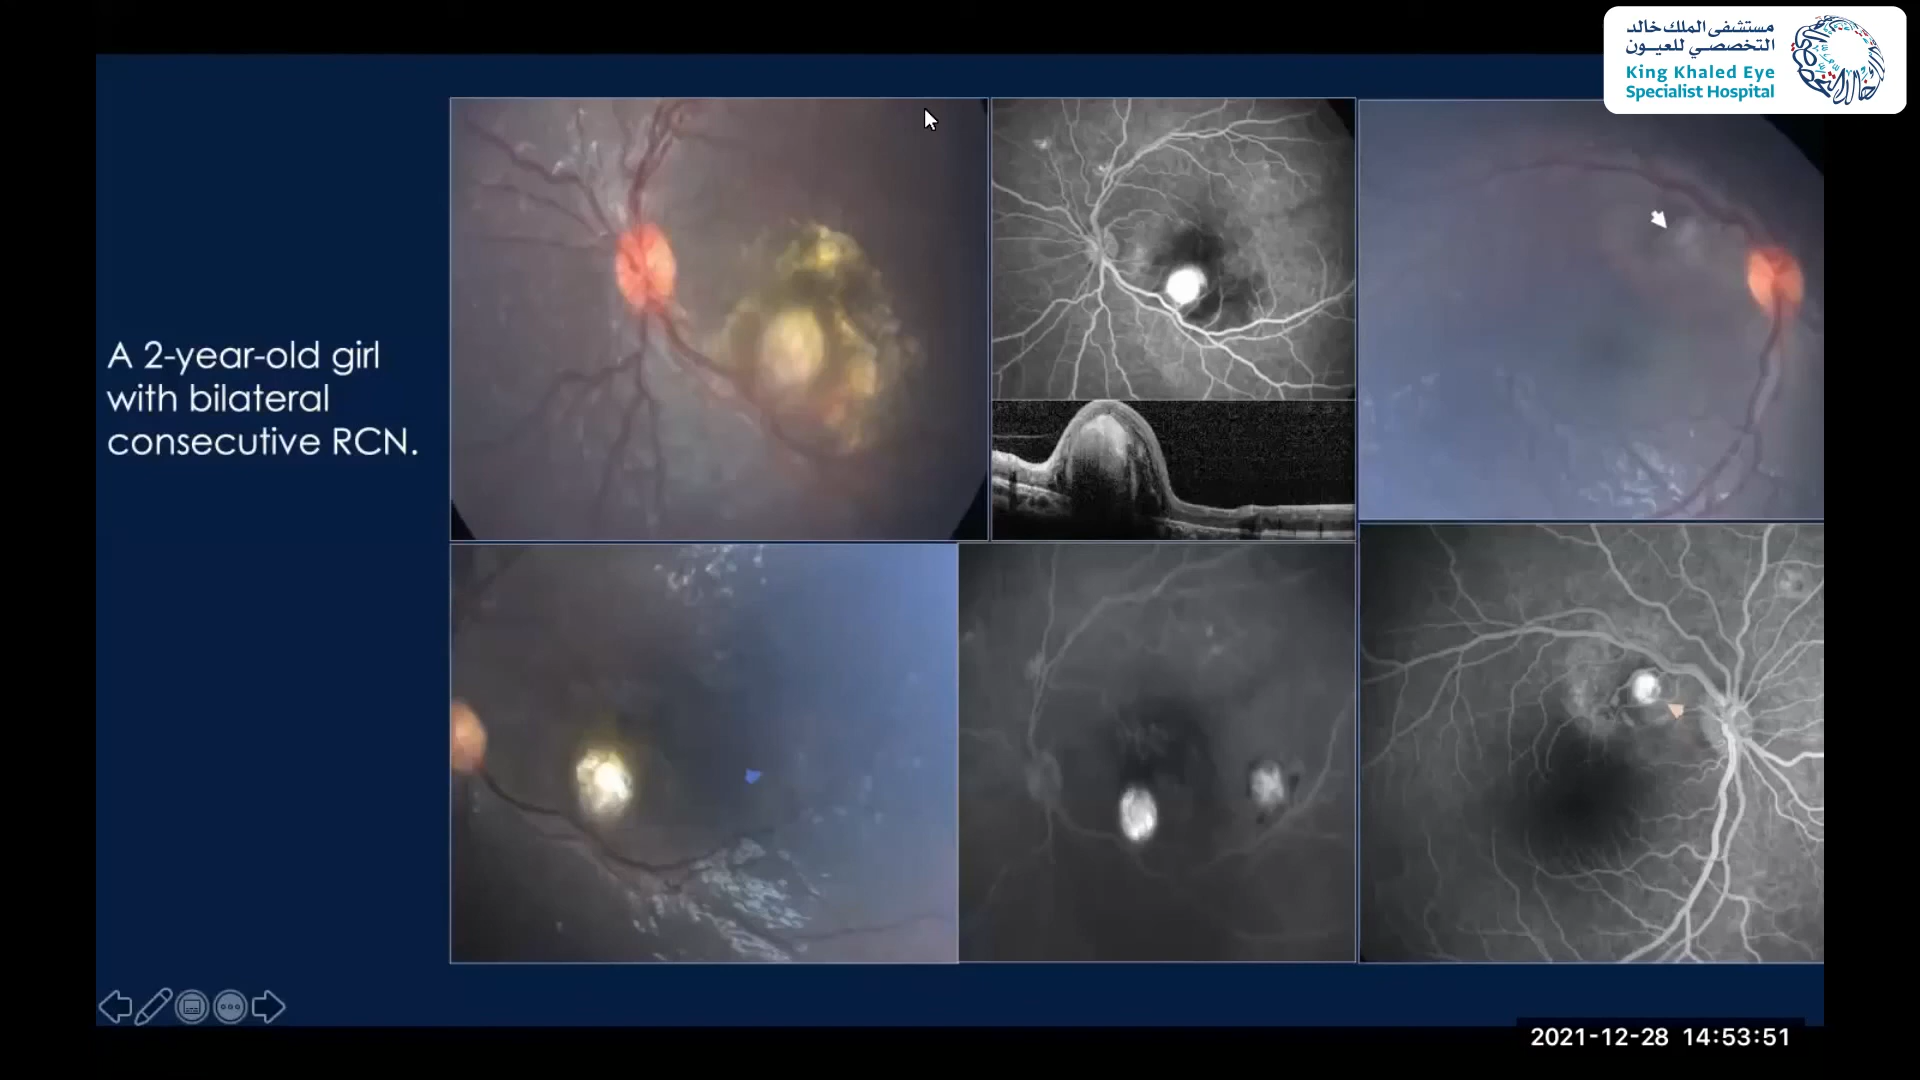 مستشفى الملك خالد
التخصصي للعيون
King Khaled Eye
Specialist Hospital
A 2-year-old girl
with bilateral
consecutive RCN.
2021-12-28 14:53:51